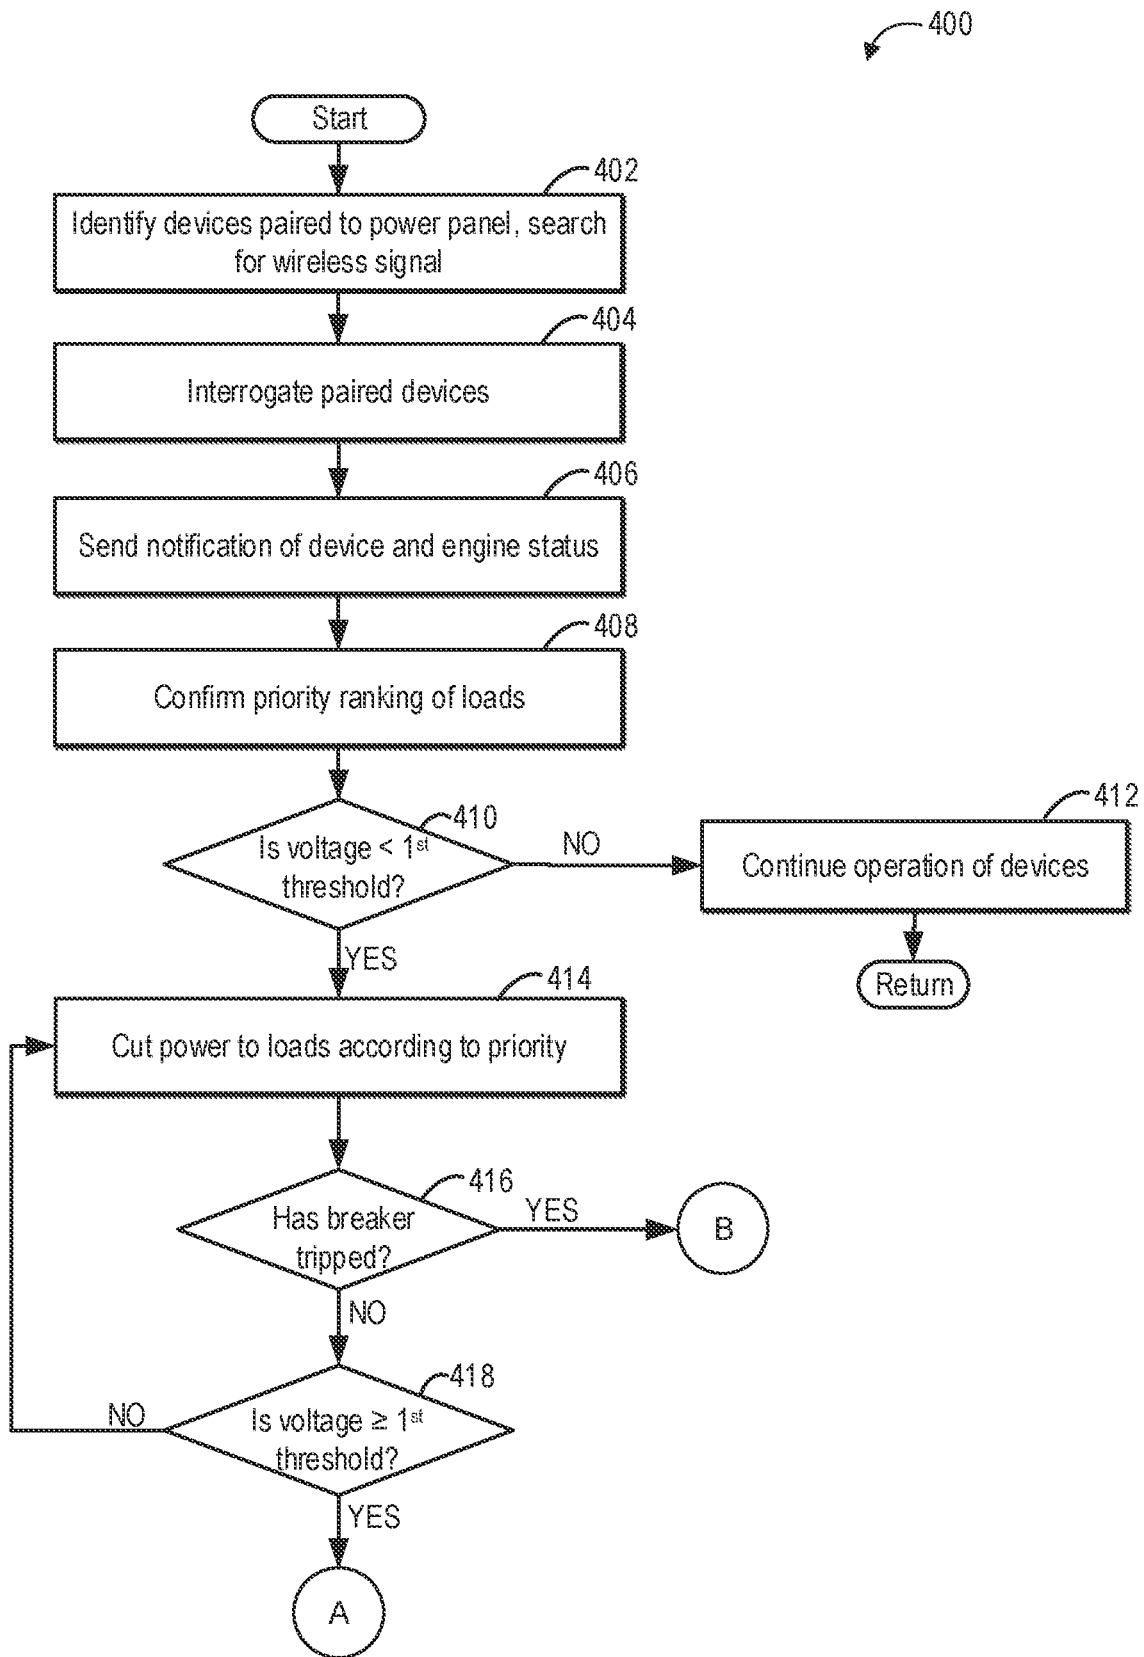 400
Start
402
Identify devices paired to power panel, search
for wireless signal
404
Interrogate paired devices
406
Send notification of device and engine status
408
Confirm priority ranking of loads
410
Is voltage < 1st
threshold?
NO
412
Continue operation of devices
Return
YES
414
Cut power to loads according to priority
416
Has breaker
tripped?
YES
B
NO
418
Is voltage ≥ 1st
threshold?
NO
YES
A